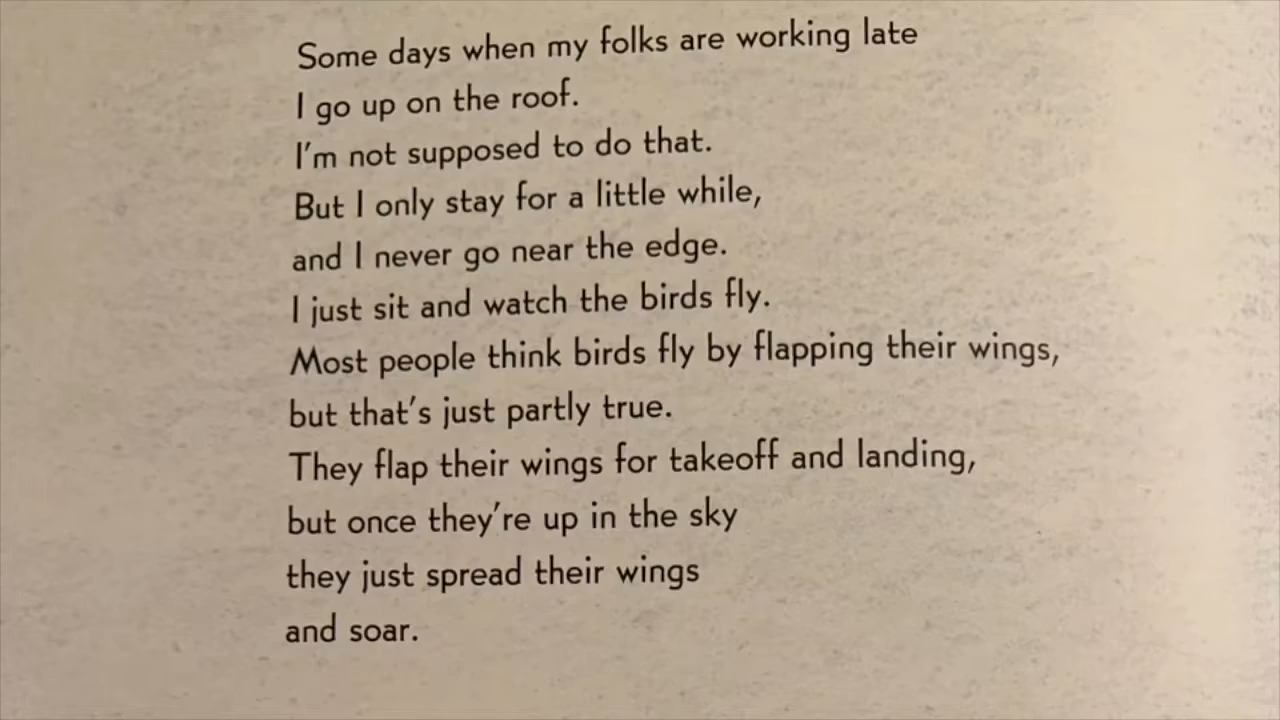 Some days when my folks are working late
I go up on the roof.
I'm not supposed to do that.
But I only stay for a little while,
and I never go near the edge.
I just sit and watch the birds fly.
Most people think birds fly by flapping their wings,
but that's just partly true.
They flap their wings for takeoff and landing,
but once they're up in the sky
they just spread their wings
and soar.